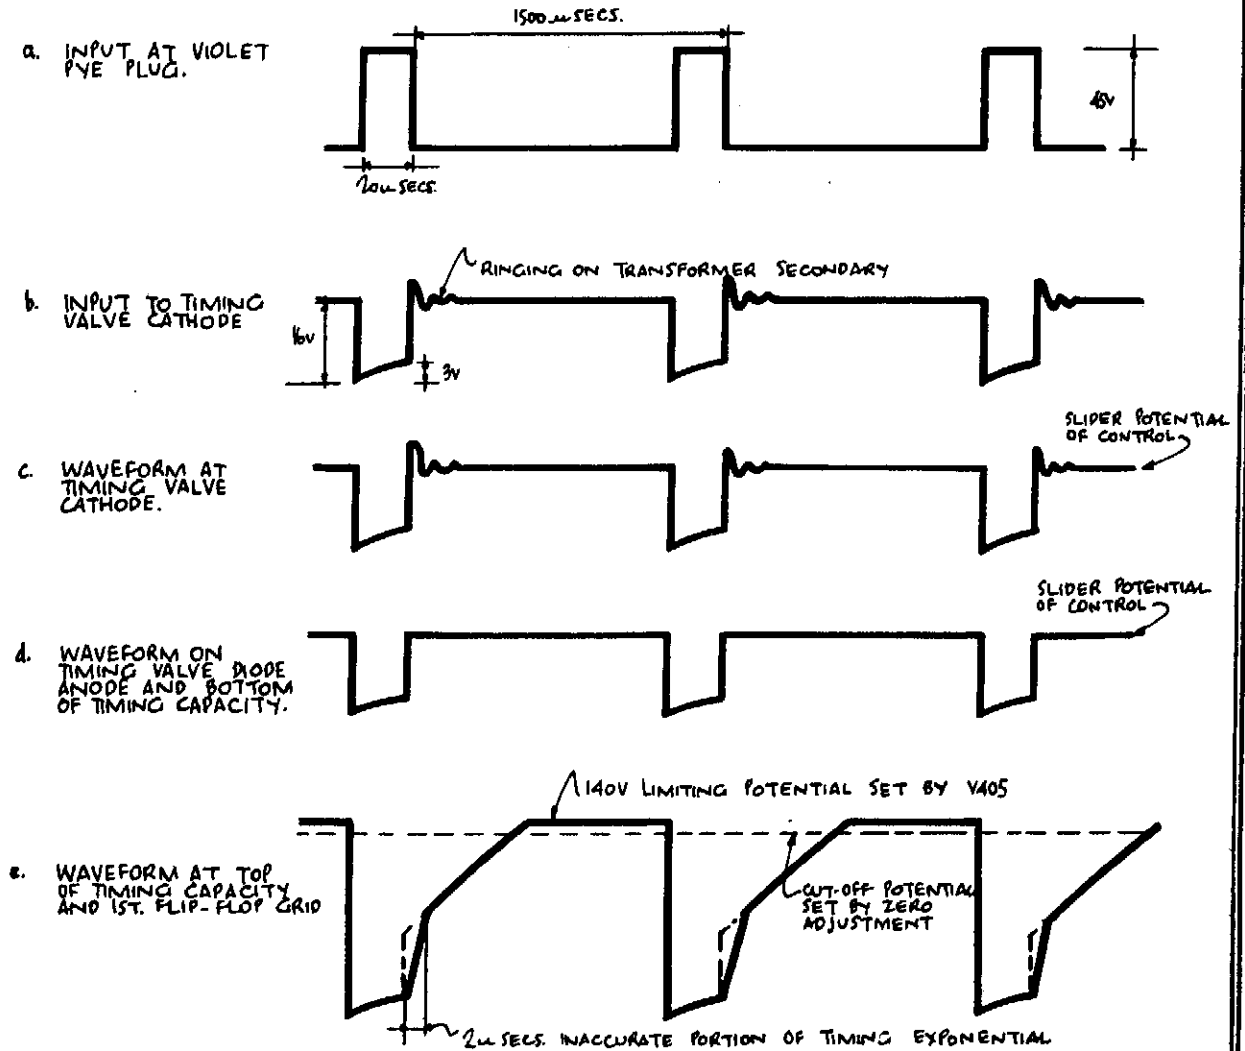 1500 µ SECS.
a. INPUT AT VIOLET
PYE PLUG.
45V
20 µ SECS.
RINGING ON TRANSFORMER SECONDARY
b. INPUT TO TIMING
VALVE CATHODE
16V
3V
SLIDER POTENTIAL
OF CONTROL
c. WAVEFORM AT
TIMING VALVE
CATHODE.
SLIDER POTENTIAL
OF CONTROL
d. WAVEFORM ON
TIMING VALVE DIODE
ANODE AND BOTTOM
OF TIMING CAPACITY.
140V LIMITING POTENTIAL SET BY V405
e. WAVEFORM AT TOP
OF TIMING CAPACITY
AND 1ST. FLIP-FLOP GRID
CUT-OFF POTENTIAL
SET BY ZERO
ADJUSTMENT
2µ SECS. INACCURATE PORTION OF TIMING EXPONENTIAL